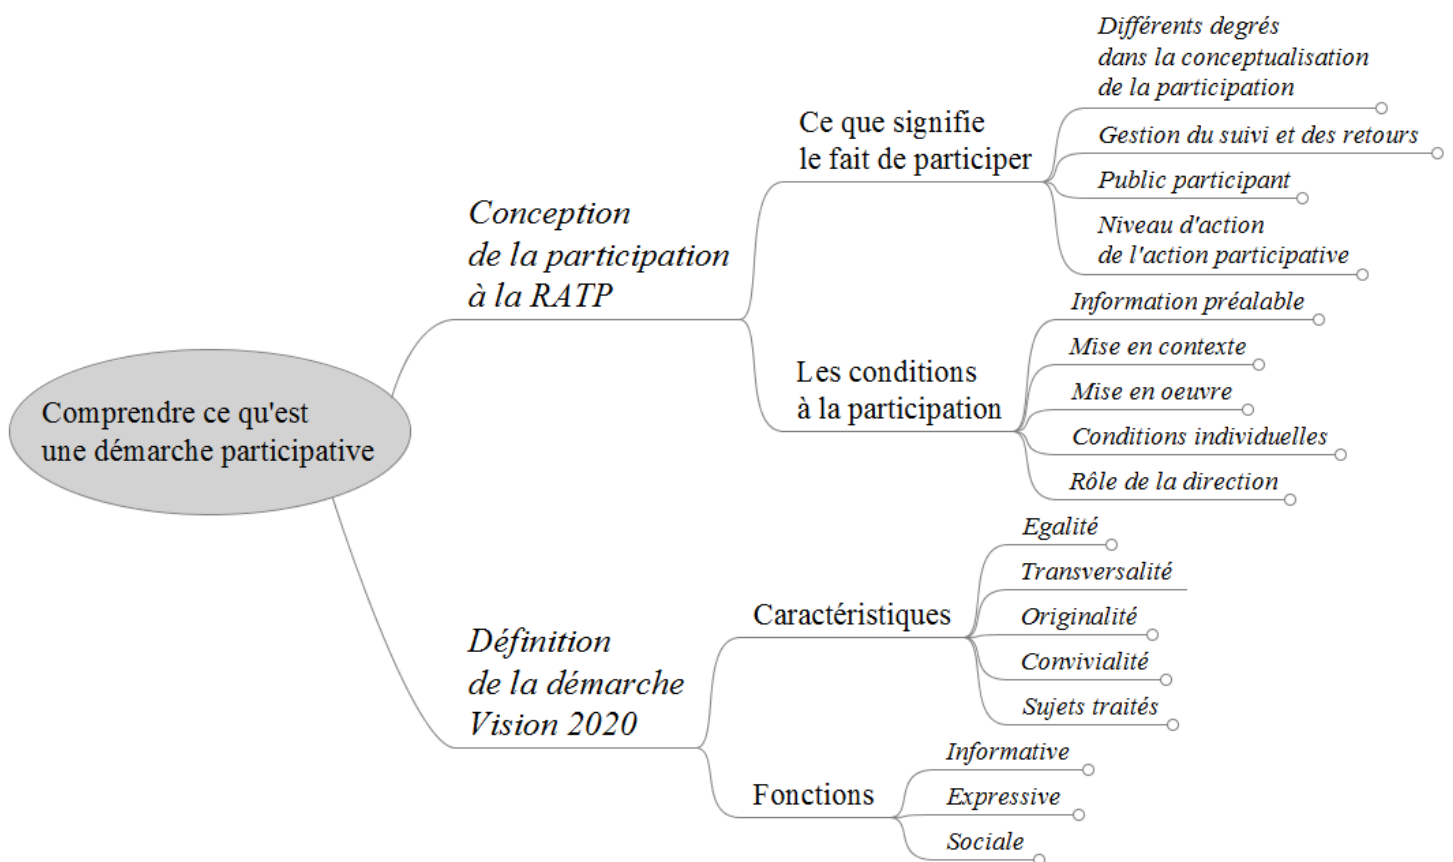 Différents degrés
dans la conceptualisation
de la participation
Ce que signifie
le fait de participer
Gestion du suivi et des retours
Public participant
Niveau d'action
de l'action participative
Conception
de la participation
à la RATP
Information préalable
Mise en contexte
Les conditions
à la participation
Mise en oeuvre
Conditions individuelles
Rôle de la direction
Comprendre ce qu'est
une démarche participative
Egalité
Transversalité
Caractéristiques
Originalité
Convivialité
Sujets traités
Définition
de la démarche
Vision 2020
Informative
Fonctions
Expressive
Sociale